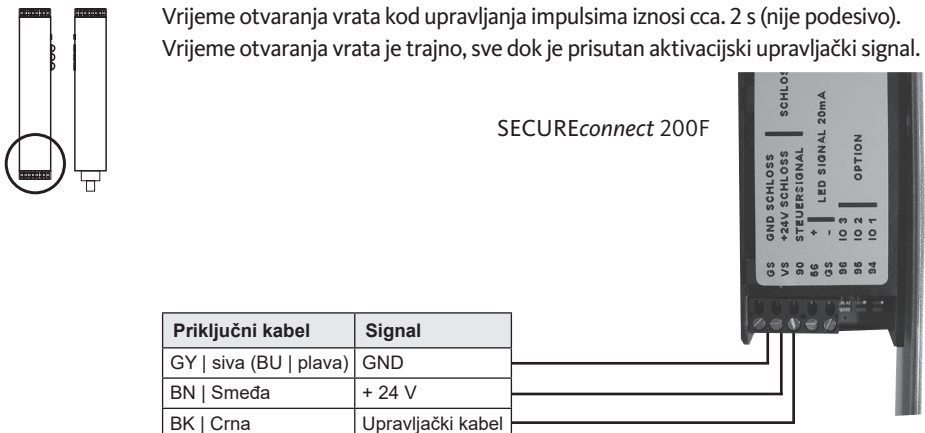 Vrijeme otvaranja vrata kod upravljanja impulsima iznosi cca. 2 s (nije podesivo).
Vrijeme otvaranja vrata je trajno, sve dok je prisutan aktivacijski upravljački signal.
SECUREconnect 200F
SCHLOS
GS GND SCHLOSS
VS +24V SCHLOSS
90 STEUERSIGNAL
56 +
GS -
LED SIGNAL 20mA
96 IO 3
95 IO 2
94 IO 1
OPTION
Priključni kabel Signal
GY | siva (BU | plava) GND
BN | Smeđa + 24 V
BK | Crna Upravljački kabel